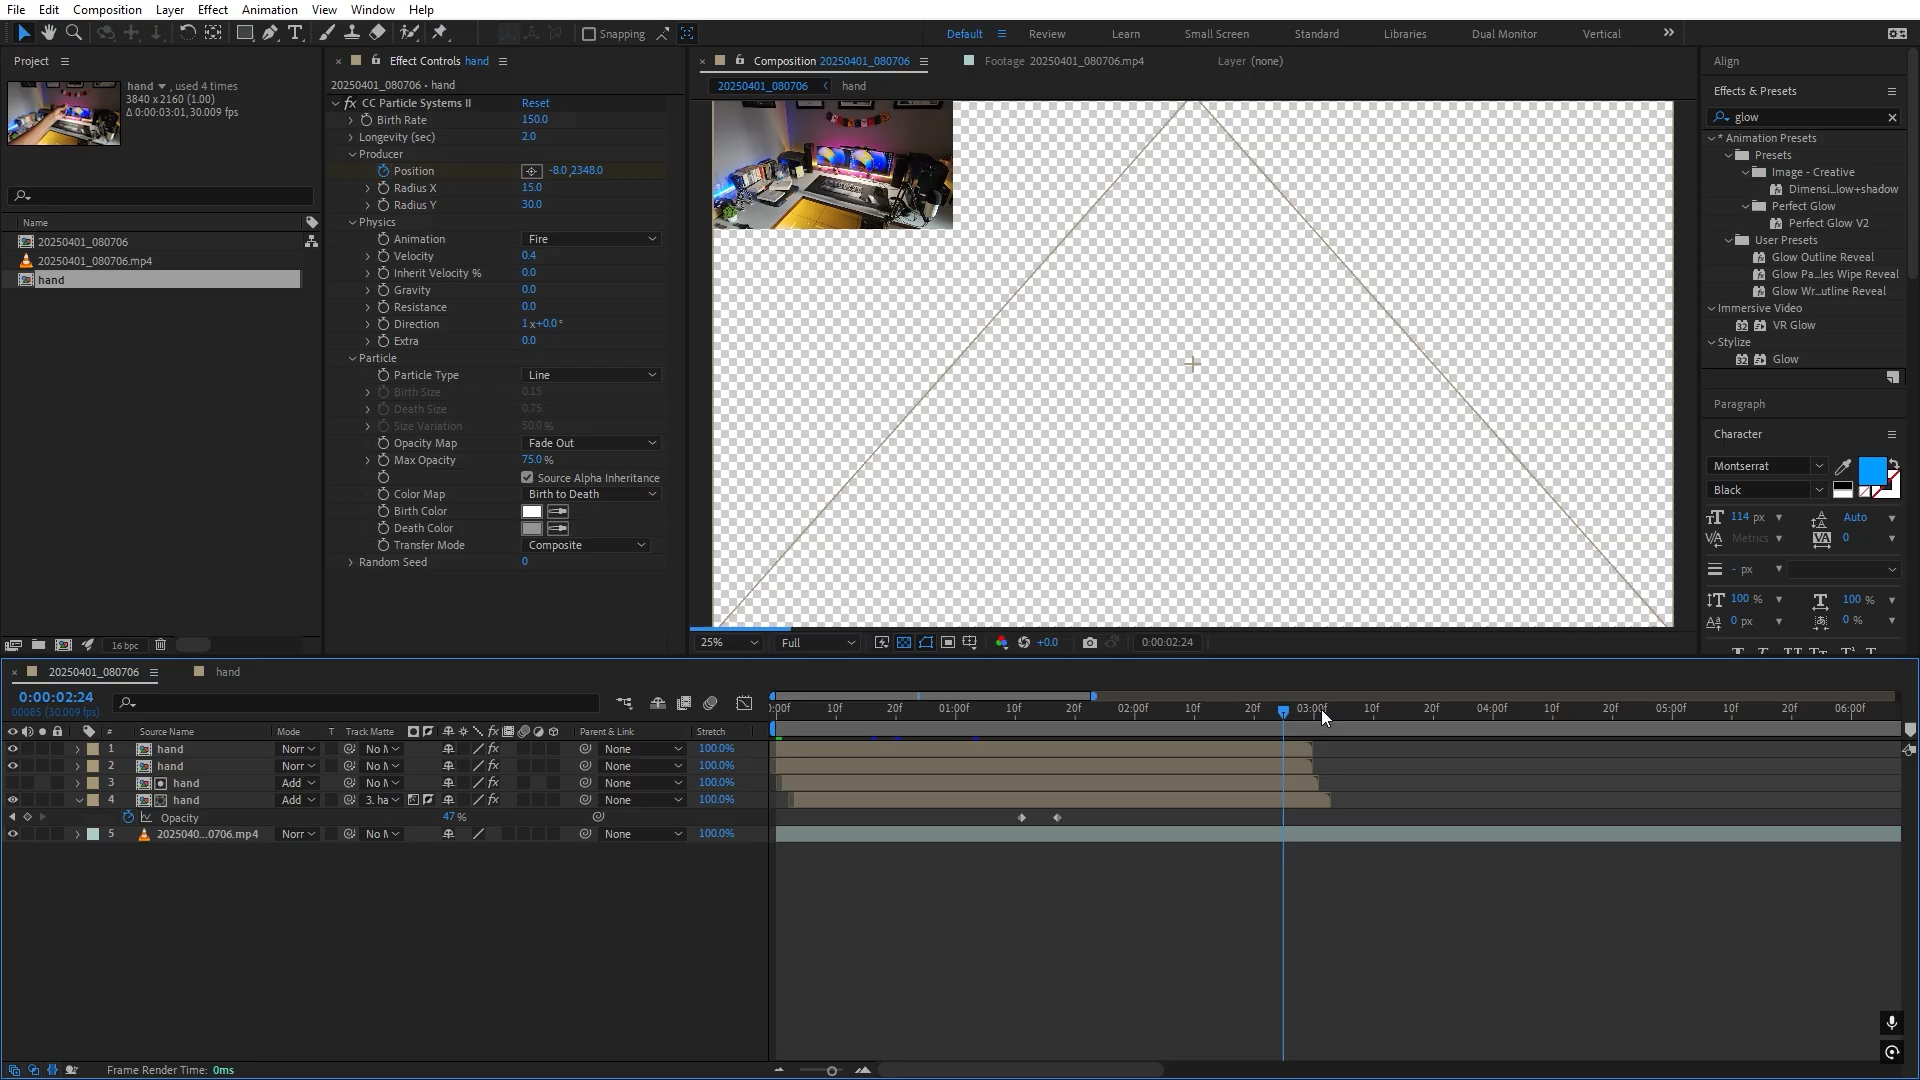 File Edit Composition Layer Effect Animation View Window Help
Snapping
Default Review Learn Small Screen Standard Libraries Dual Monitor Vertical
Project
hand , used 4 times
3840 x 2160 (1.00)
Δ 0:00:03:01, 30.009 fps
Name
20250401_080706
20250401_080706.mp4
hand
16 bpc
Effect Controls hand
20250401_080706 • hand
fx CC Particle Systems II Reset
Birth Rate 150.0
Longevity (sec) 2.0
Producer
Position -8.0,2348.0
Radius X 15.0
Radius Y 30.0
Physics
Animation Fire
Velocity 0.4
Inherit Velocity % 0.0
Gravity 0.0
Resistance 0.0
Direction 1x+0.0°
Extra 0.0
Particle
Particle Type Line
Birth Size 0.15
Death Size 0.75
Size Variation 50.0%
Opacity Map Fade Out
Max Opacity 75.0%
Source Alpha Inheritance
Color Map Birth to Death
Birth Color
Death Color
Transfer Mode Composite
Random Seed 0
Composition 20250401_080706
Footage 20250401_080706.mp4
Layer (none)
20250401_080706 hand
25% Full +0.0 0:00:02:24
Align
Effects & Presets
glow
* Animation Presets
Presets
Image - Creative
Dimensi...low+shadow
Perfect Glow
Perfect Glow V2
User Presets
Glow Outline Reveal
Glow Pa...les Wipe Reveal
Glow Wr...utline Reveal
Immersive Video
32 VR Glow
Stylize
32 Glow
Paragraph
Character
Montserrat
Black
114 px Auto
Metrics 0
- px
100 % 100 %
0 px 0 %
20250401_080706 hand
0:00:02:24
00085 (30.009 fps)
:00f 10f 20f 01:00f 10f 20f 02:00f 10f 20f 03:00f 10f 20f 04:00f 10f 20f 05:00f 10f 20f 06:00f
# Source Name Mode T Track Matte Parent & Link Stretch
1 hand Norr No M None 100.0%
2 hand Norr No M None 100.0%
3 hand Add No M None 100.0%
4 hand Add 3. ha None 100.0%
Opacity 47%
5 2025040...0706.mp4 Norr No M None 100.0%
Frame Render Time: 0ms